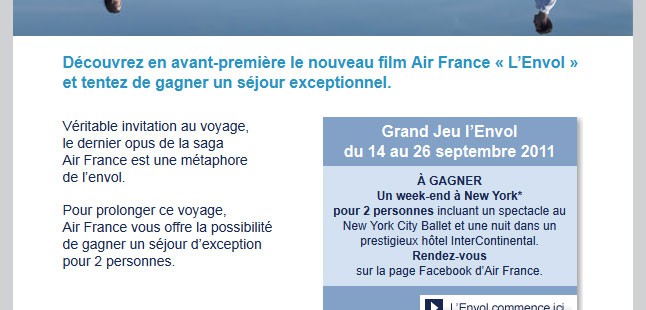 Découvrez en avant-première le nouveau film Air France « L’Envol »
et tentez de gagner un séjour exceptionnel.
Véritable invitation au voyage,
le dernier opus de la saga
Air France est une métaphore
de l’envol.
Pour prolonger ce voyage,
Air France vous offre la possibilité
de gagner un séjour d’exception
pour 2 personnes.
Grand Jeu l’Envol
du 14 au 26 septembre 2011
À GAGNER
Un week-end à New York*
pour 2 personnes incluant un spectacle au
New York City Ballet et une nuit dans un
prestigieux hôtel InterContinental.
Rendez-vous
sur la page Facebook d’Air France.
L’Envol commence ici...